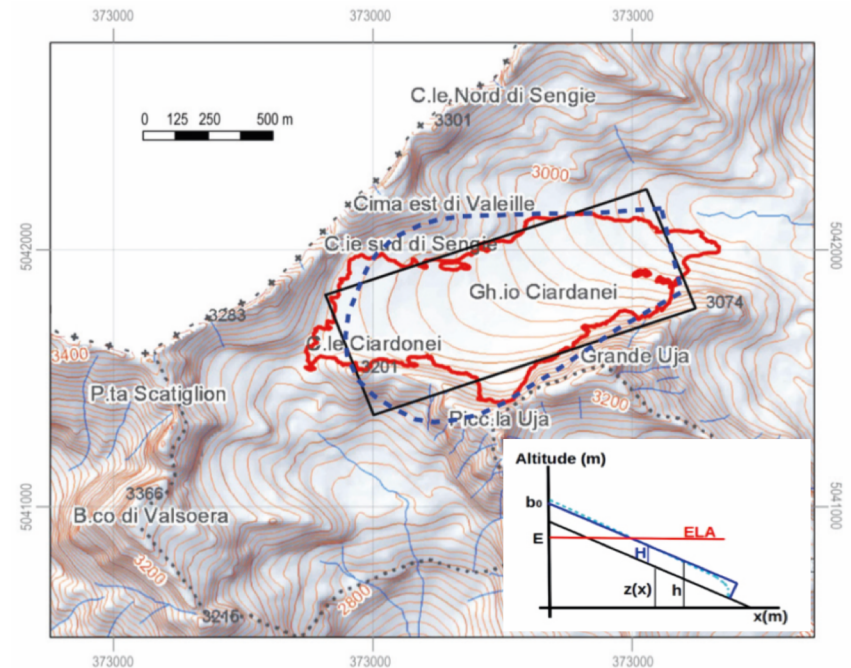 373000 373000 373000
0 125 250 500 m
C.le Nord di Sengie
3301
3000
Cima est di Valeille
C.ie sud di Sengie
5042000 5042000
Gh.io Ciardanei
3074
3283
C.le Ciardonei
3400
3201
Grande Uja
P.ta Scatiglion
3200
Picc.la Uja
3366
B.co di Valsoera
5041000 5041000
3200
2800
3216
Altitude (m)
b₀
E
ELA
H
z(x)
h
x(m)
373000 373000 373000